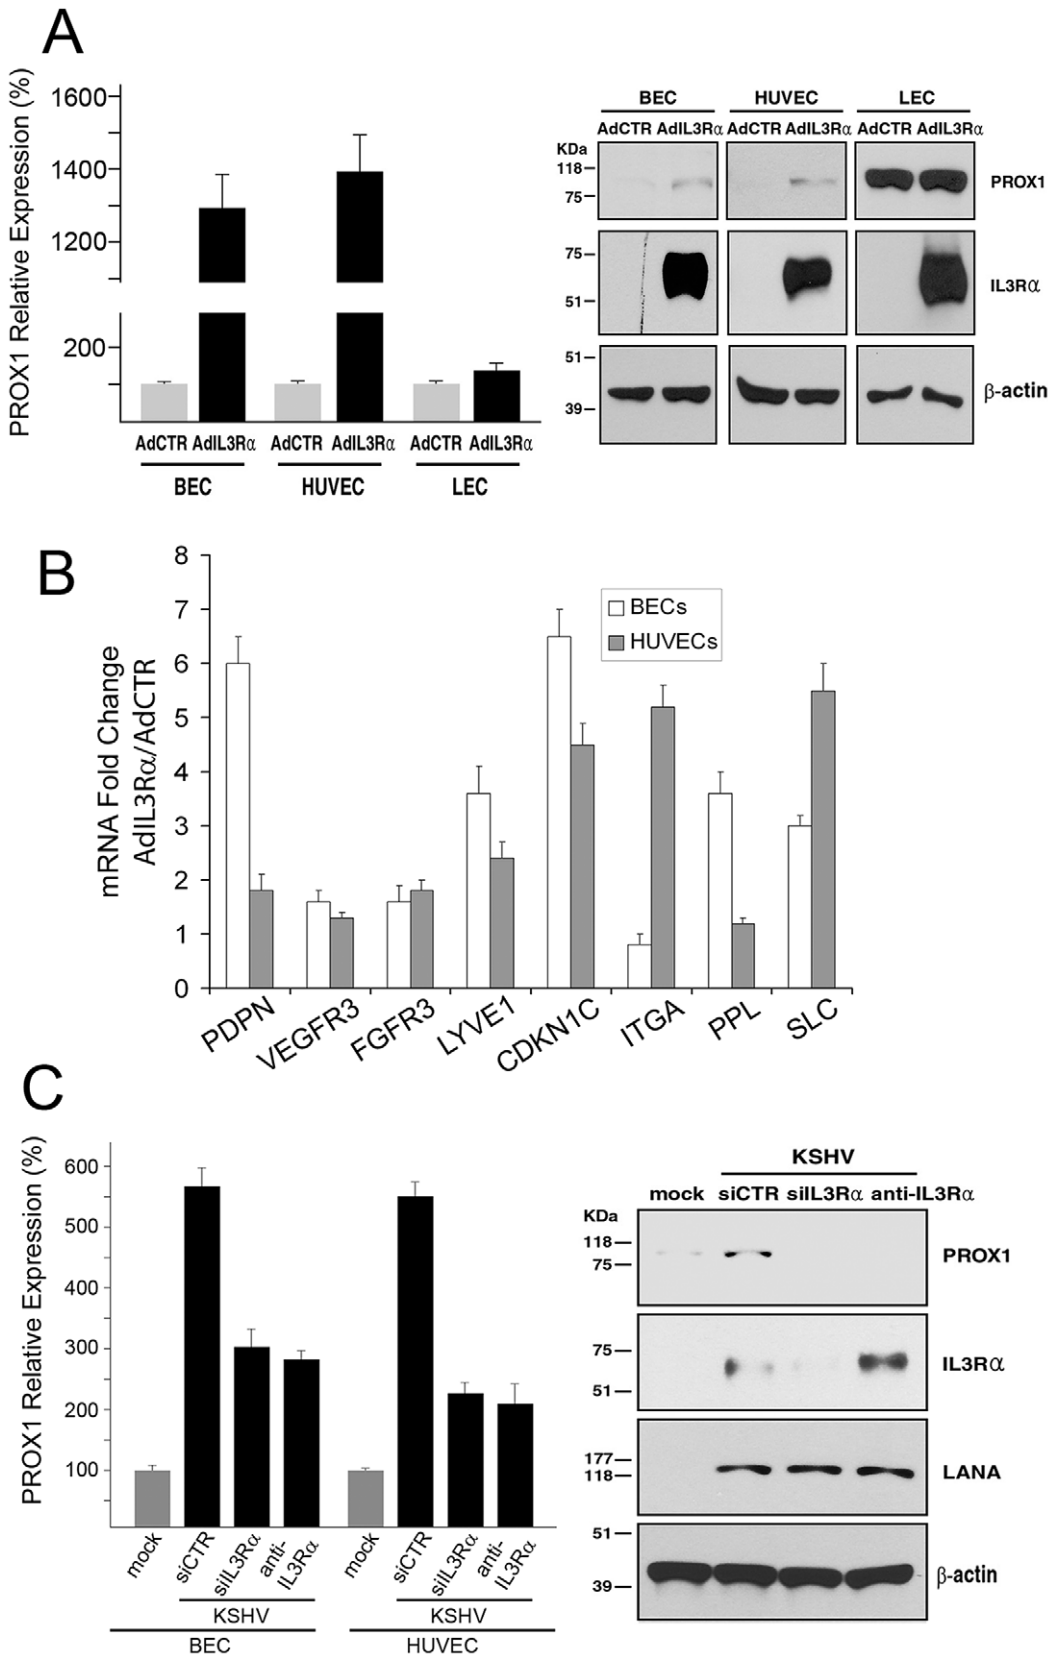 A
PROX1 Relative Expression (%)
1600
1400
1200
200
AdCTR AdIL3Rα AdCTR AdIL3Rα AdCTR AdIL3Rα
BEC HUVEC LEC
BEC HUVEC LEC
AdCTR AdIL3Rα AdCTR AdIL3Rα AdCTR AdIL3Rα
KDa
118
75
PROX1
75
51
IL3Rα
51
39
β-actin
B
mRNA Fold Change
AdIL3Rα/AdCTR
8
7
6
5
4
3
2
1
0
BECs
HUVECs
PDPN VEGFR3 FGFR3 LYVE1 CDKN1C ITGA PPL SLC
C
PROX1 Relative Expression (%)
600
500
400
300
200
100
mock siCTR siIL3Rα anti-IL3Rα mock siCTR siIL3Rα anti-IL3Rα
KSHV KSHV
BEC HUVEC
KSHV
mock siCTR siIL3Rα anti-IL3Rα
KDa
118
75
PROX1
75
51
IL3Rα
177
118
LANA
51
39
β-actin